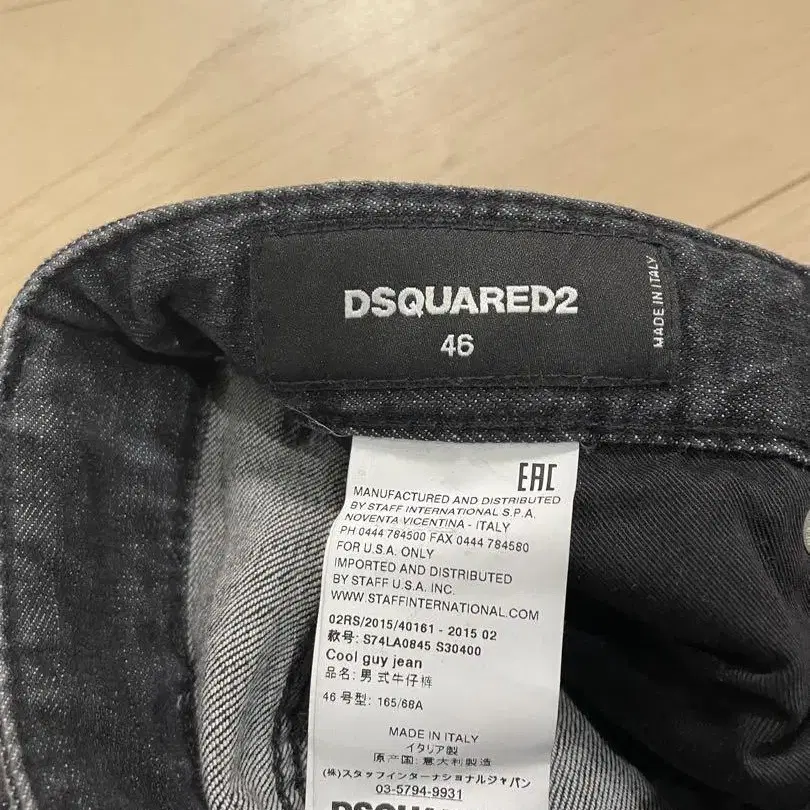 DSQUARED2
46
MADE IN ITALY
EAC
MANUFACTURED AND DISTRIBUTED
BY STAFF INTERNATIONAL S.P.A.
NOVENTA VICENTINA - ITALY
PH 0444 784500 FAX 0444 784580
FOR U.S.A. ONLY
IMPORTED AND DISTRIBUTED
BY STAFF U.S.A. INC.
WWW.STAFFINTERNATIONAL.COM
02RS/2015/40161 - 2015 02
款号: S74LA0845 S30400
Cool guy jean
品名: 男 式牛仔裤
46 号型: 165/68A
MADE IN ITALY
イタリア製
原产国: 意大利製造
(株)スタッフインターナショナルジャパン
03-5794-9931
DSQUARED2